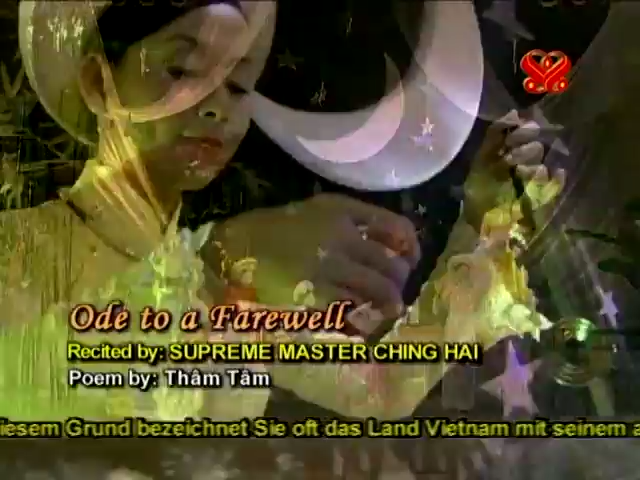 Ode to a Farewell
Recited by: SUPREME MASTER CHING HAI
Poem by: Thâm Tâm
iesem Grund bezeichnet Sie oft das Land Vietnam mit seinem a